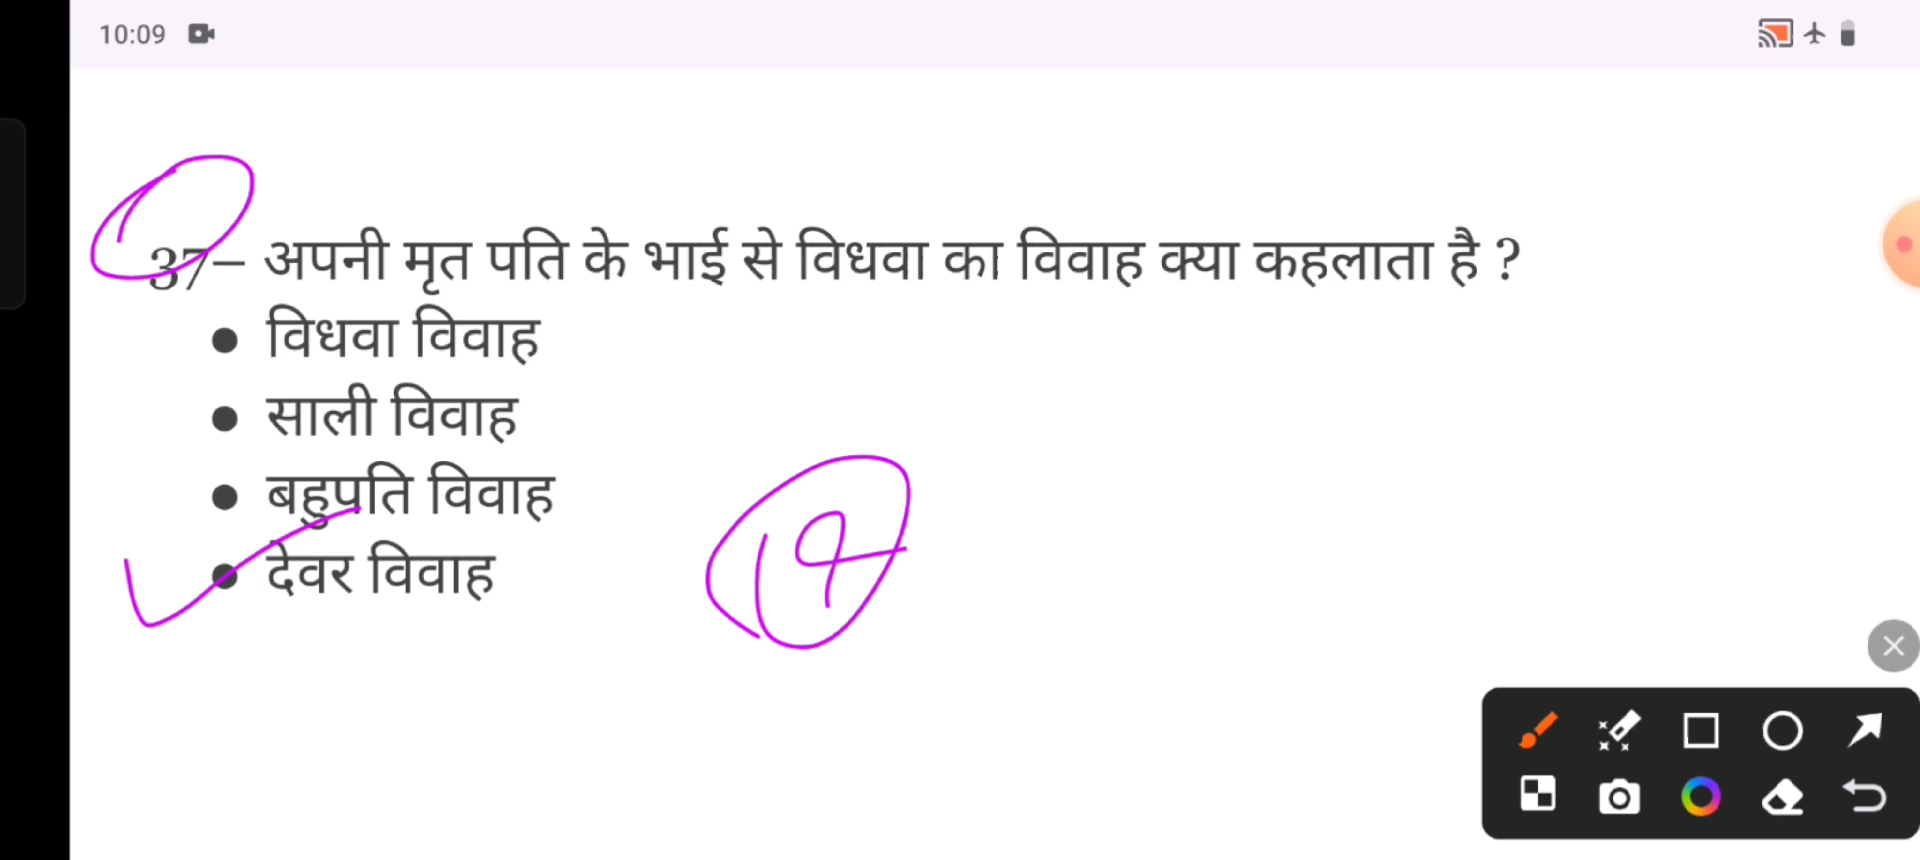 10:09
37– अपनी मृत पति के भाई से विधवा का विवाह क्या कहलाता है ?
● विधवा विवाह
● साली विवाह
● बहुपति विवाह
● देवर विवाह